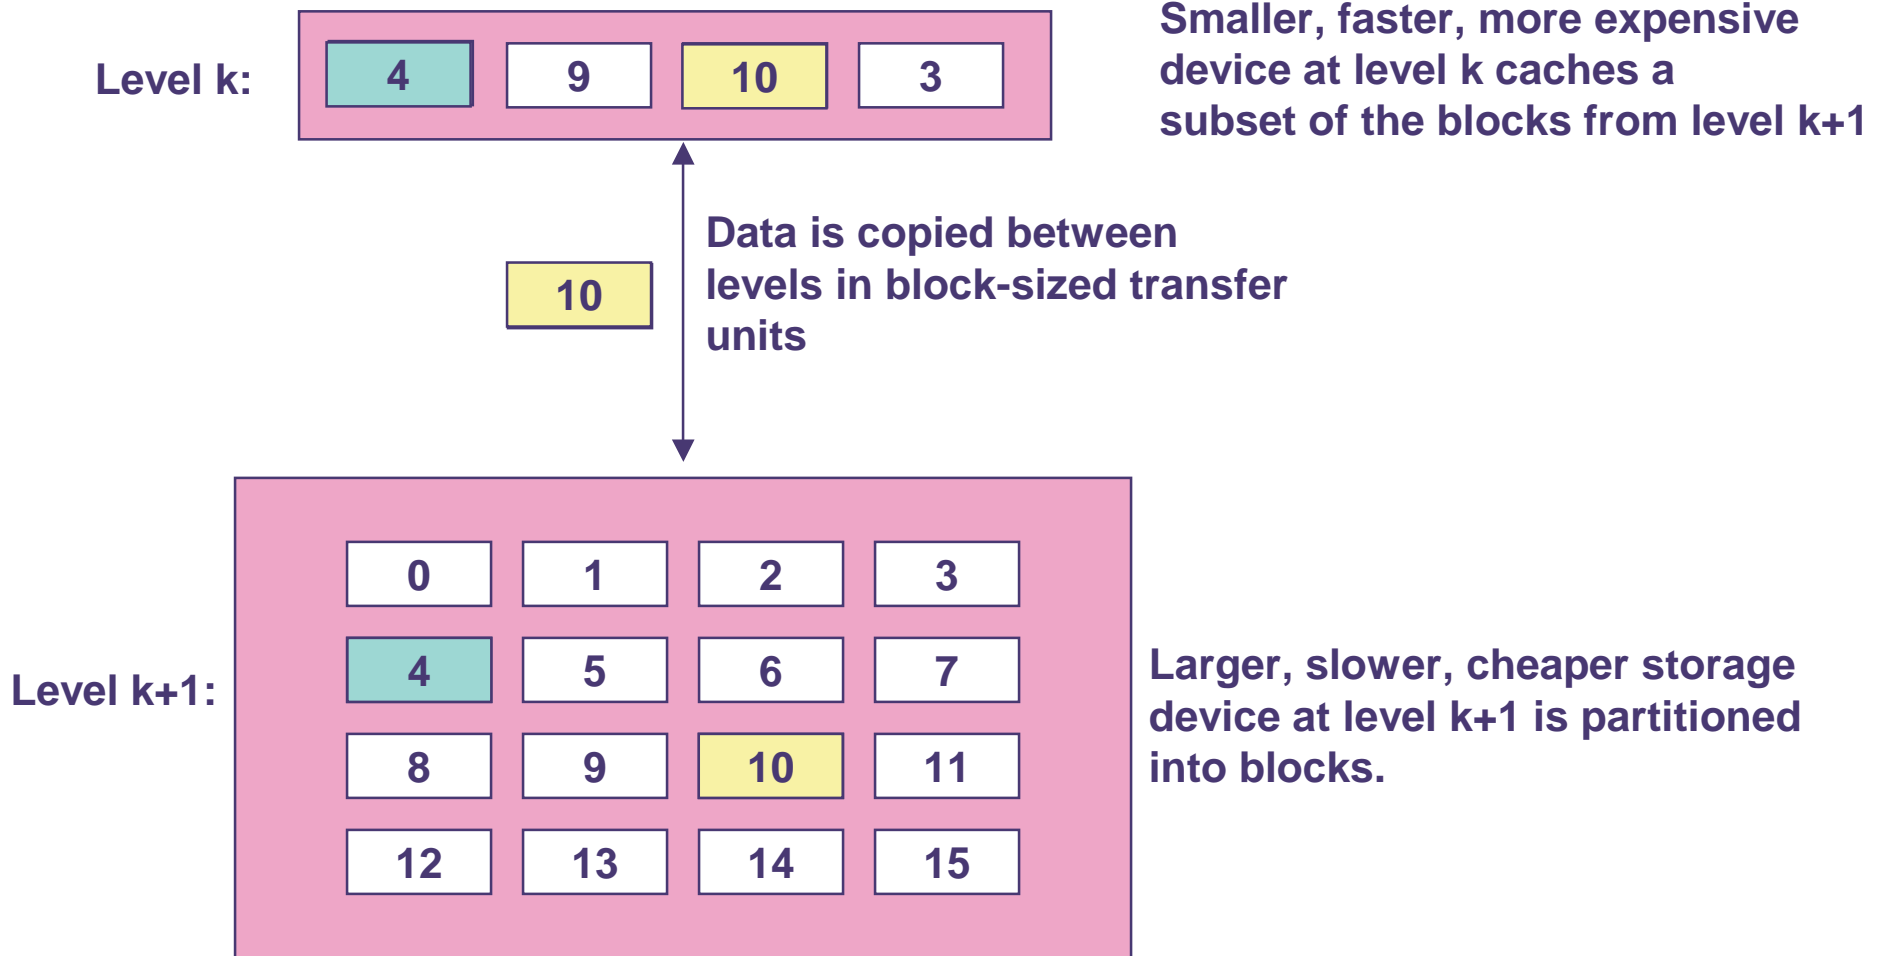 Smaller, faster, more expensive
device at level k caches a
subset of the blocks from level k+1
Level k:
4 9 10 3
Data is copied between
levels in block-sized transfer
units
10
Level k+1:
0 1 2 3
4 5 6 7
8 9 10 11
12 13 14 15
Larger, slower, cheaper storage
device at level k+1 is partitioned
into blocks.